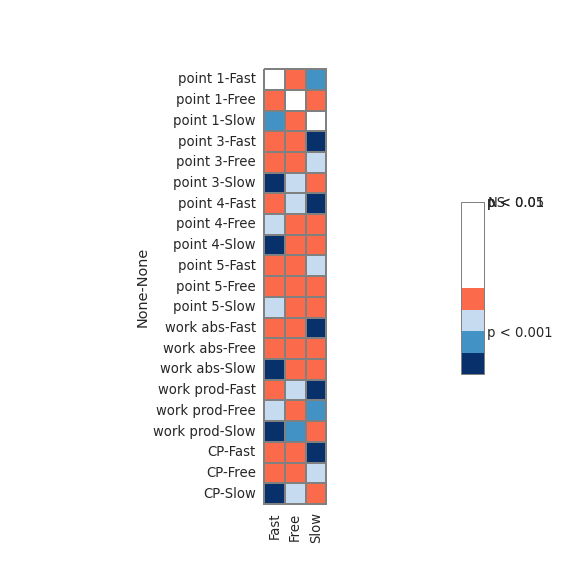 point 1-Fast
point 1-Free
point 1-Slow
point 3-Fast
point 3-Free
point 3-Slow
point 4-Fast
point 4-Free
point 4-Slow
point 5-Fast
point 5-Free
point 5-Slow
work abs-Fast
work abs-Free
work abs-Slow
work prod-Fast
work prod-Free
work prod-Slow
CP-Fast
CP-Free
CP-Slow
None-None
Fast
Free
Slow
p < 0.001